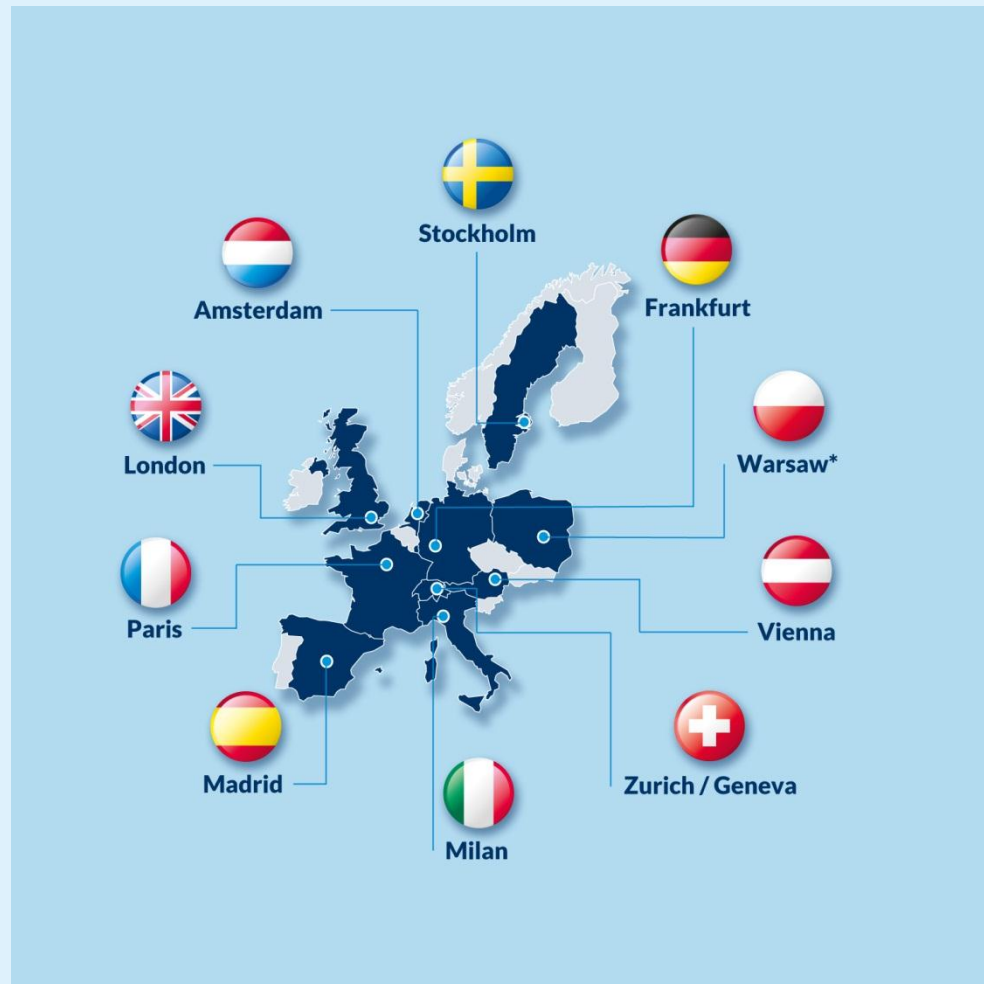 Stockholm
Amsterdam
Frankfurt
London
Warsaw*
Paris
Vienna
Madrid
Zurich / Geneva
Milan